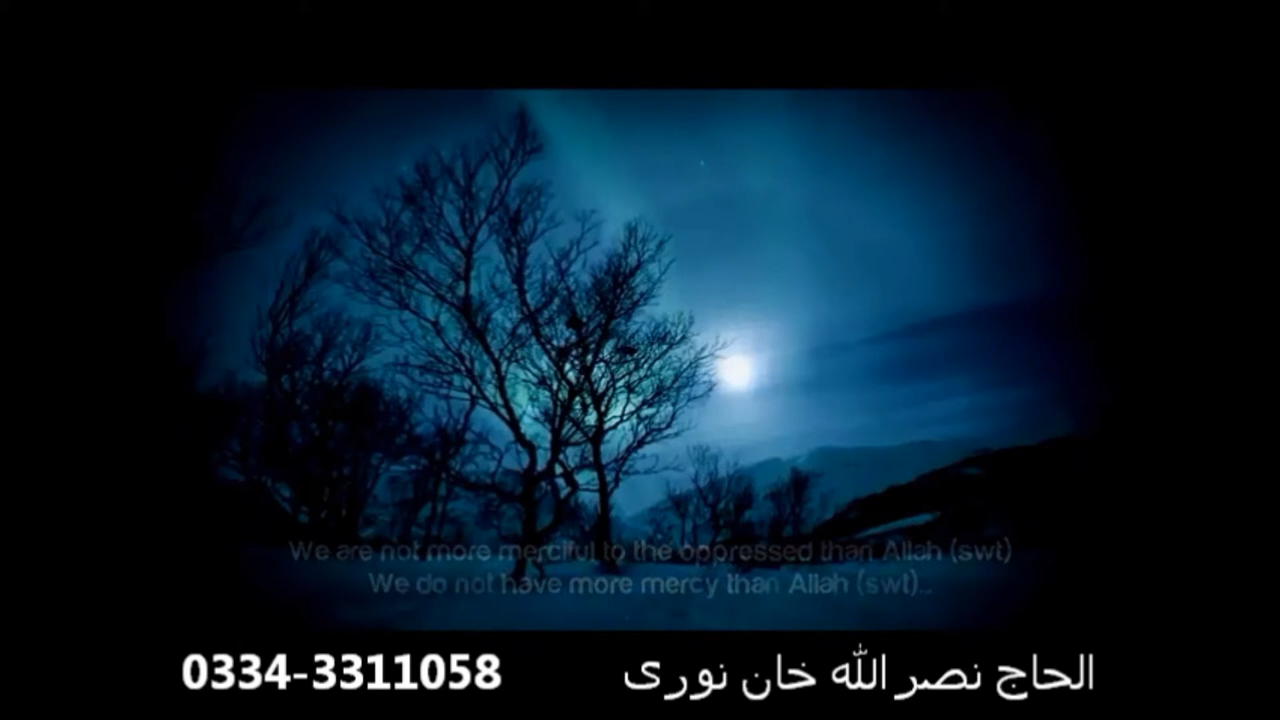 We are not more merciful to the oppressed than Allah (swt)
We do not have more mercy than Allah (swt)...
0334-3311058 الحاج نصر اللہ خان نوری